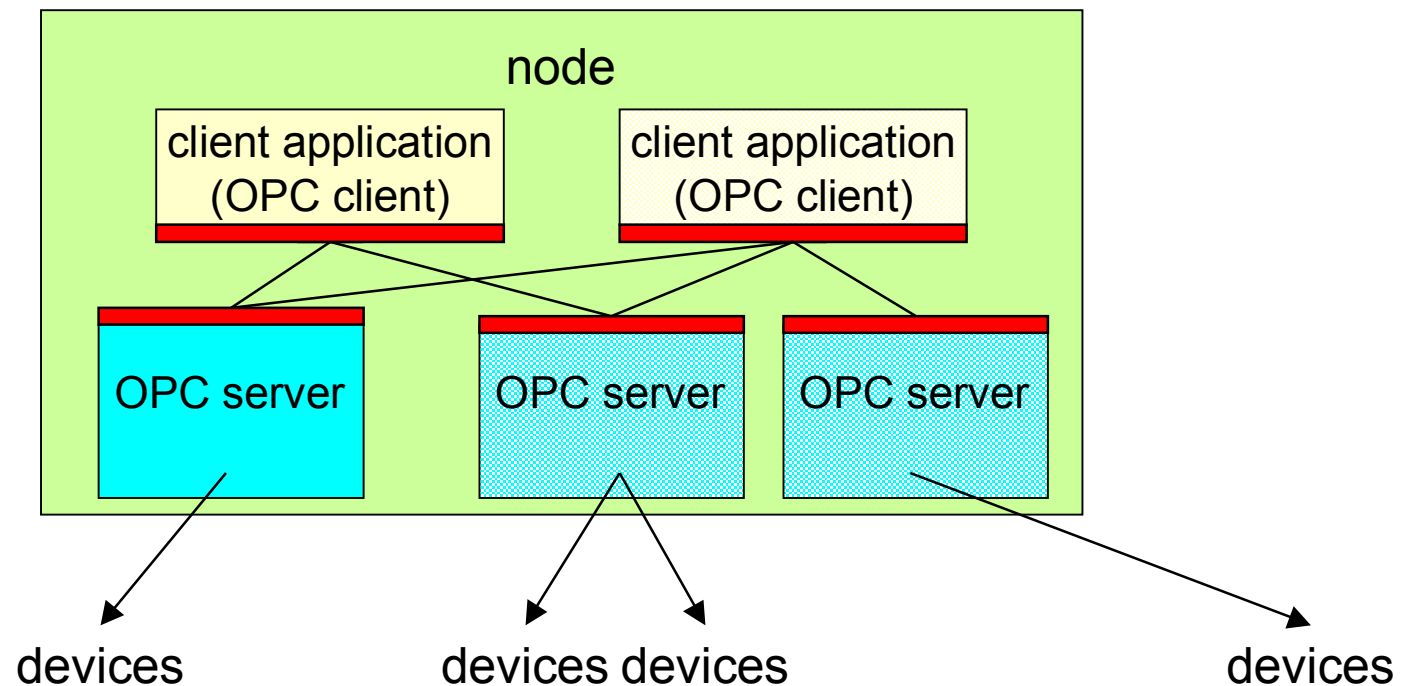 node
client application
(OPC client)
client application
(OPC client)
OPC server
OPC server
OPC server
devices
devices devices
devices